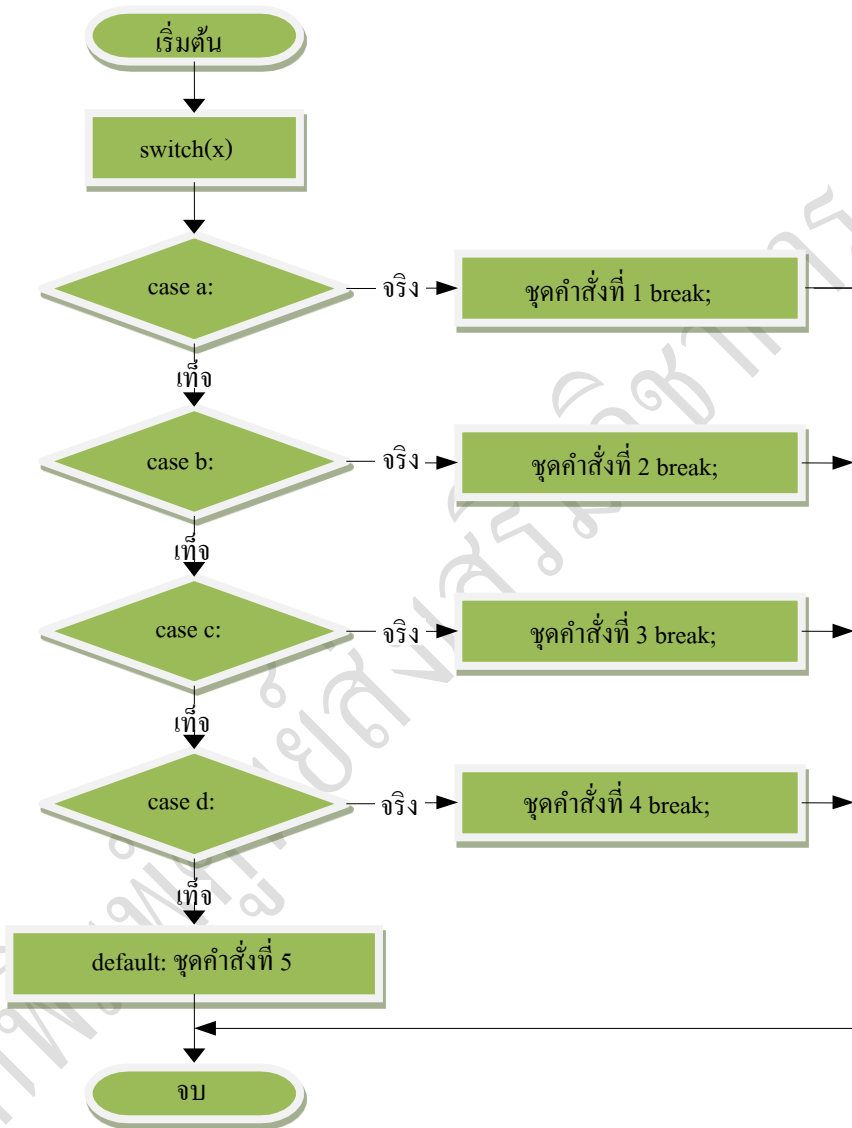 เริ่มต้น
switch(x)
case a:
จริง
ชุดคำสั่งที่ 1 break;
เท็จ
case b:
จริง
ชุดคำสั่งที่ 2 break;
เท็จ
case c:
จริง
ชุดคำสั่งที่ 3 break;
เท็จ
case d:
จริง
ชุดคำสั่งที่ 4 break;
เท็จ
default: ชุดคำสั่งที่ 5
จบ